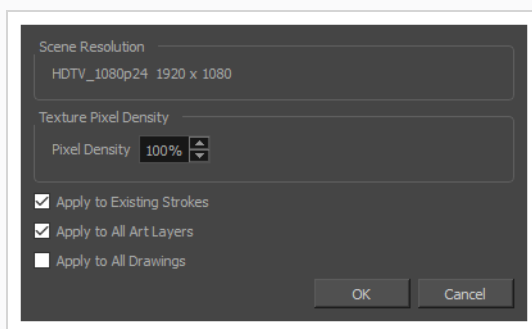 Scene Resolution
HDTV_1080p24 1920 x 1080
Texture Pixel Density
Pixel Density 100%
Apply to Existing Strokes
Apply to All Art Layers
Apply to All Drawings
OK Cancel